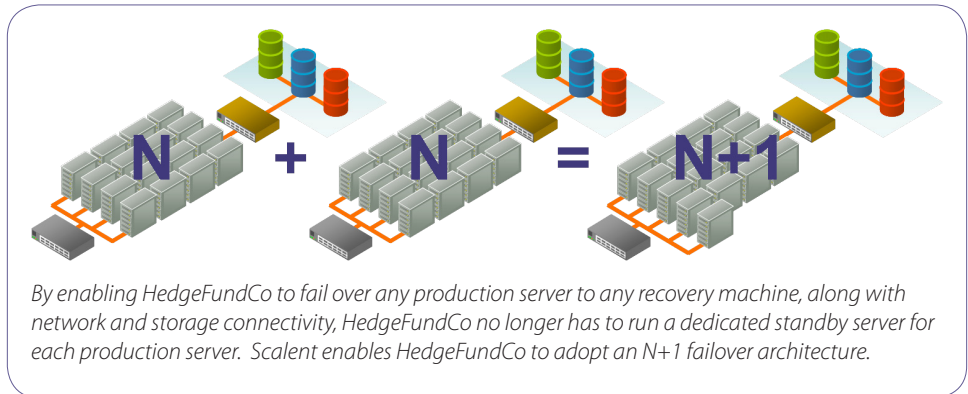 N + N = N+1
By enabling HedgeFundCo to fail over any production server to any recovery machine, along with
network and storage connectivity, HedgeFundCo no longer has to run a dedicated standby server for
each production server.  Scalent enables HedgeFundCo to adopt an N+1 failover architecture.